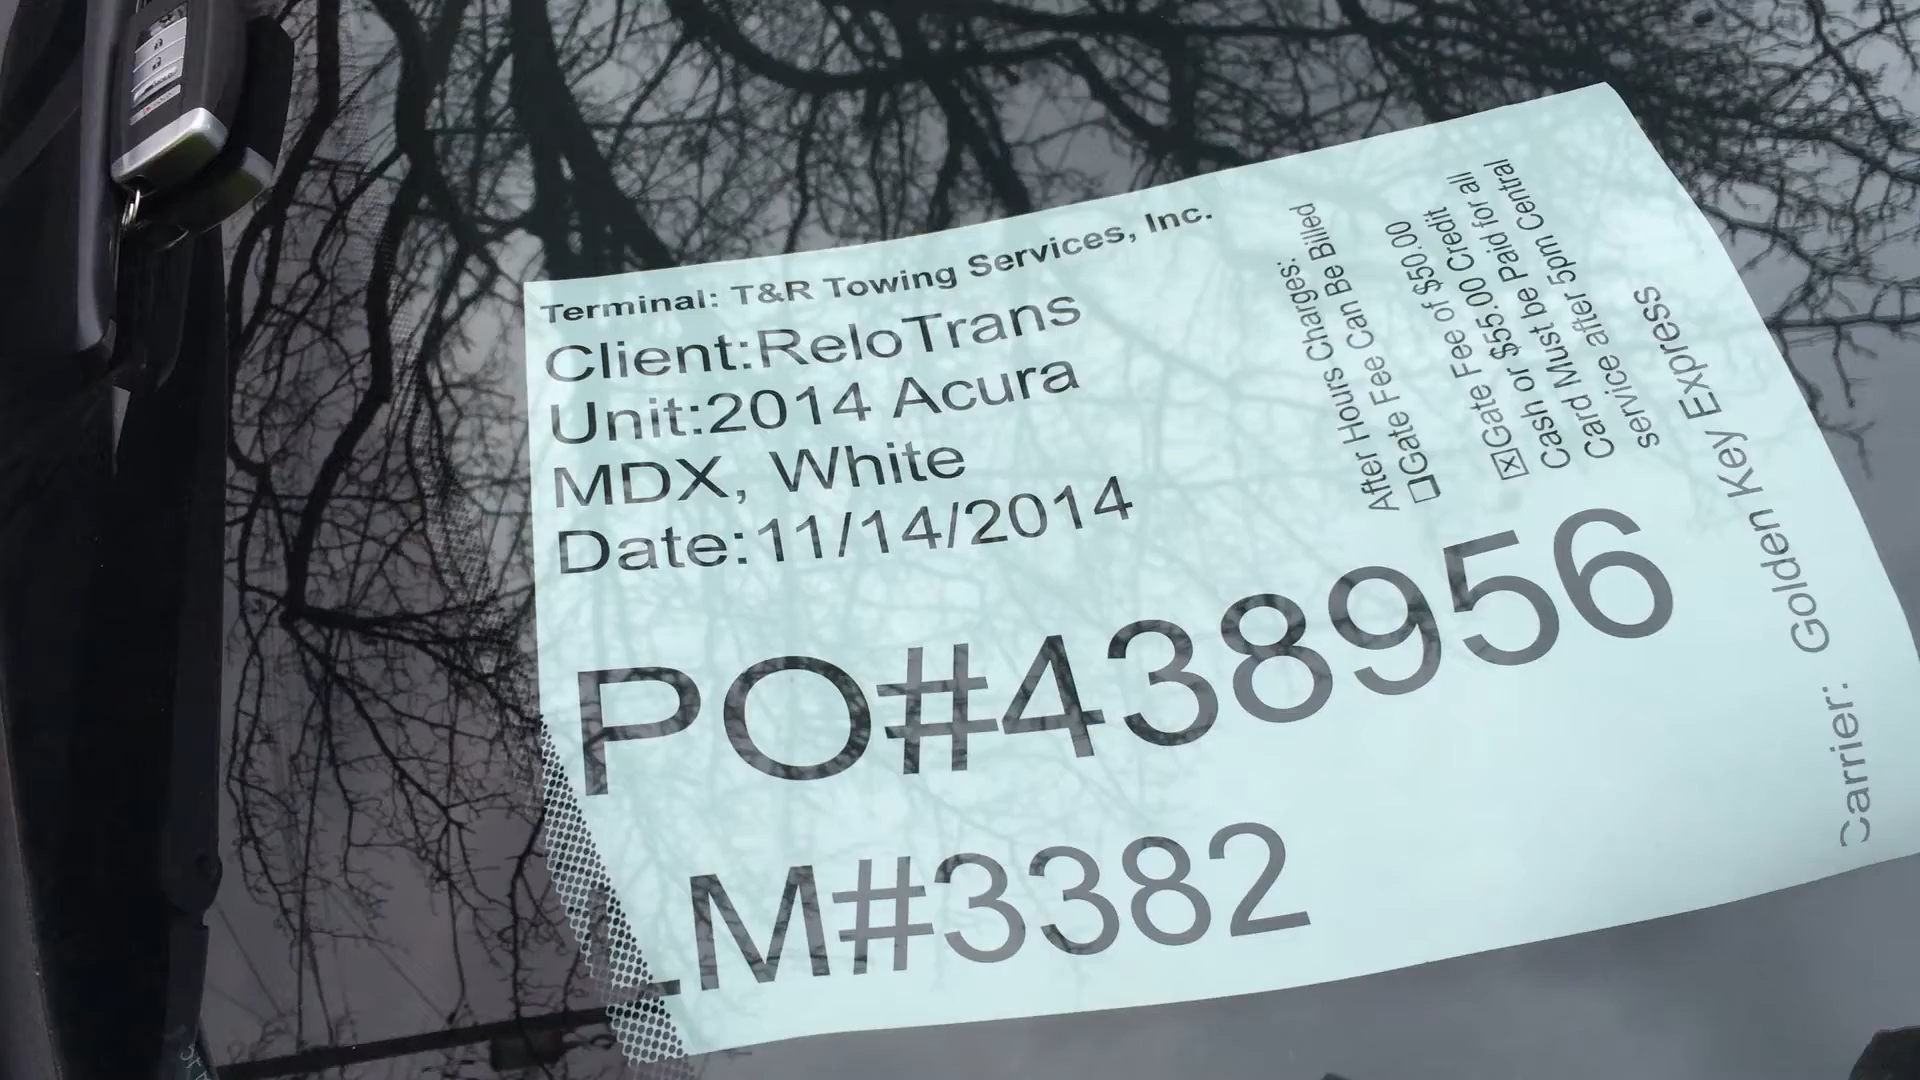 Terminal: T&R Towing Services, Inc.
Client:ReloTrans
Unit:2014 Acura
MDX, White
Date:11/14/2014
PO#438956
LM#3382
After Hours Charges:
☐Gate Fee Can Be Billed
☒Gate Fee of $50.00
Cash or $55.00 Credit
Card Must be Paid for all
service after 5pm Central
Carrier: Golden Key Express